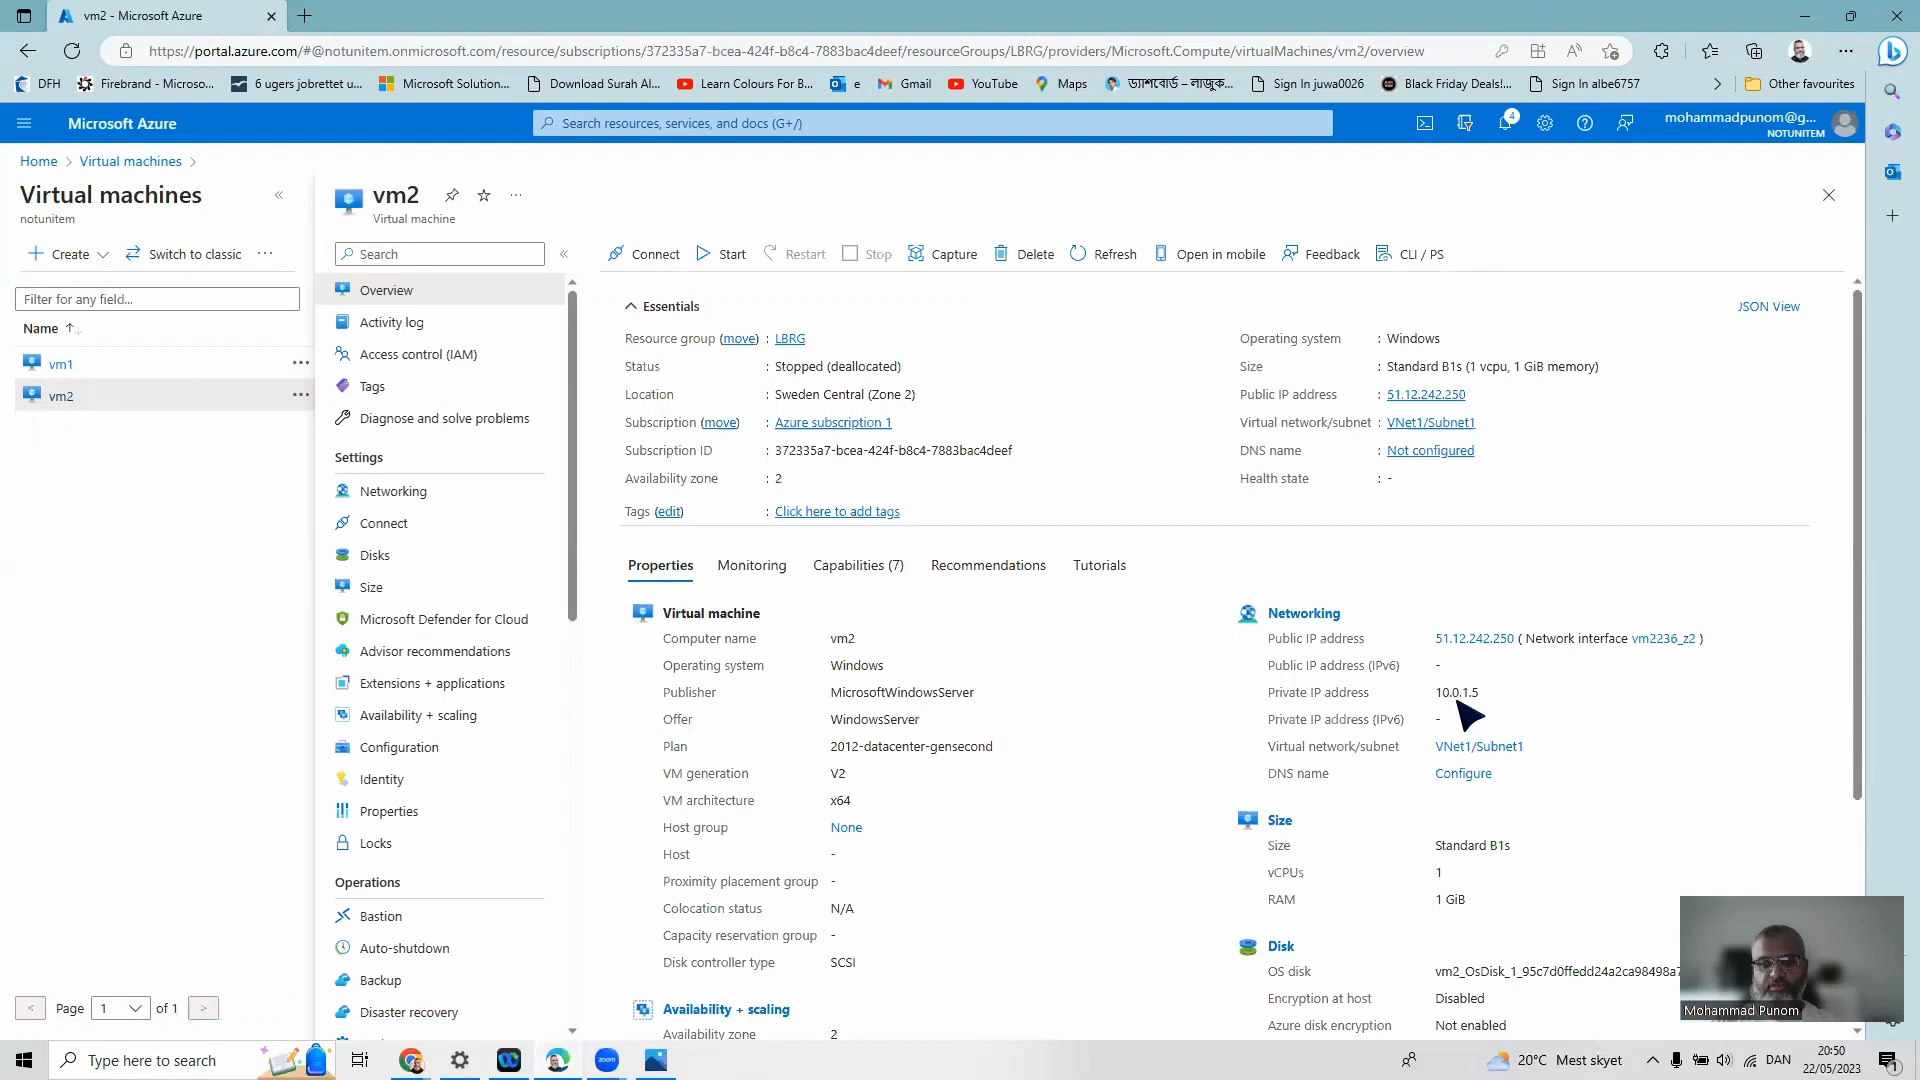 vm2 - Microsoft Azure
https://portal.azure.com/#@notunitem.onmicrosoft.com/resource/subscriptions/372335a7-bcea-424f-b8c4-7883bac4deef/resourceGroups/LBRG/providers/Microsoft.Compute/virtualMachines/vm2/overview
DFH
Firebrand - Microso...
6 ugers jobrettet u...
Microsoft Solution...
Download Surah Al...
Learn Colours For B...
e
Gmail
YouTube
Maps
ড্যাশবোর্ড – লাজুক...
Sign In juwa0026
Black Friday Deals!...
Sign In albe6757
Other favourites
Microsoft Azure
Search resources, services, and docs (G+/)
4
mohammadpunom@g...
NOTUNITEM
Home > Virtual machines >
Virtual machines
notunitem
Create
Switch to classic
Filter for any field...
Name ↑
vm1
vm2
Page 1 of 1
vm2
Virtual machine
Search
Overview
Activity log
Access control (IAM)
Tags
Diagnose and solve problems
Settings
Networking
Connect
Disks
Size
Microsoft Defender for Cloud
Advisor recommendations
Extensions + applications
Availability + scaling
Configuration
Identity
Properties
Locks
Operations
Bastion
Auto-shutdown
Backup
Disaster recovery
Connect
Start
Restart
Stop
Capture
Delete
Refresh
Open in mobile
Feedback
CLI / PS
Essentials
JSON View
Resource group (move) : LBRG
Status : Stopped (deallocated)
Location : Sweden Central (Zone 2)
Subscription (move) : Azure subscription 1
Subscription ID : 372335a7-bcea-424f-b8c4-7883bac4deef
Availability zone : 2
Tags (edit) : Click here to add tags
Operating system : Windows
Size : Standard B1s (1 vcpu, 1 GiB memory)
Public IP address : 51.12.242.250
Virtual network/subnet : VNet1/Subnet1
DNS name : Not configured
Health state : -
Properties
Monitoring
Capabilities (7)
Recommendations
Tutorials
Virtual machine
Computer name vm2
Operating system Windows
Publisher MicrosoftWindowsServer
Offer WindowsServer
Plan 2012-datacenter-gensecond
VM generation V2
VM architecture x64
Host group None
Host -
Proximity placement group -
Colocation status N/A
Capacity reservation group -
Disk controller type SCSI
Availability + scaling
Availability zone 2
Networking
Public IP address 51.12.242.250 ( Network interface vm2236_z2 )
Public IP address (IPv6) -
Private IP address 10.0.1.5
Private IP address (IPv6) -
Virtual network/subnet VNet1/Subnet1
DNS name Configure
Size
Size Standard B1s
vCPUs 1
RAM 1 GiB
Disk
OS disk vm2_OsDisk_1_95c7d0ffedd24a2ca98498a7
Encryption at host Disabled
Azure disk encryption Not enabled
Mohammad Punom
Type here to search
zoom
20°C Mest skyet
DAN
20:50
22/05/2023
1